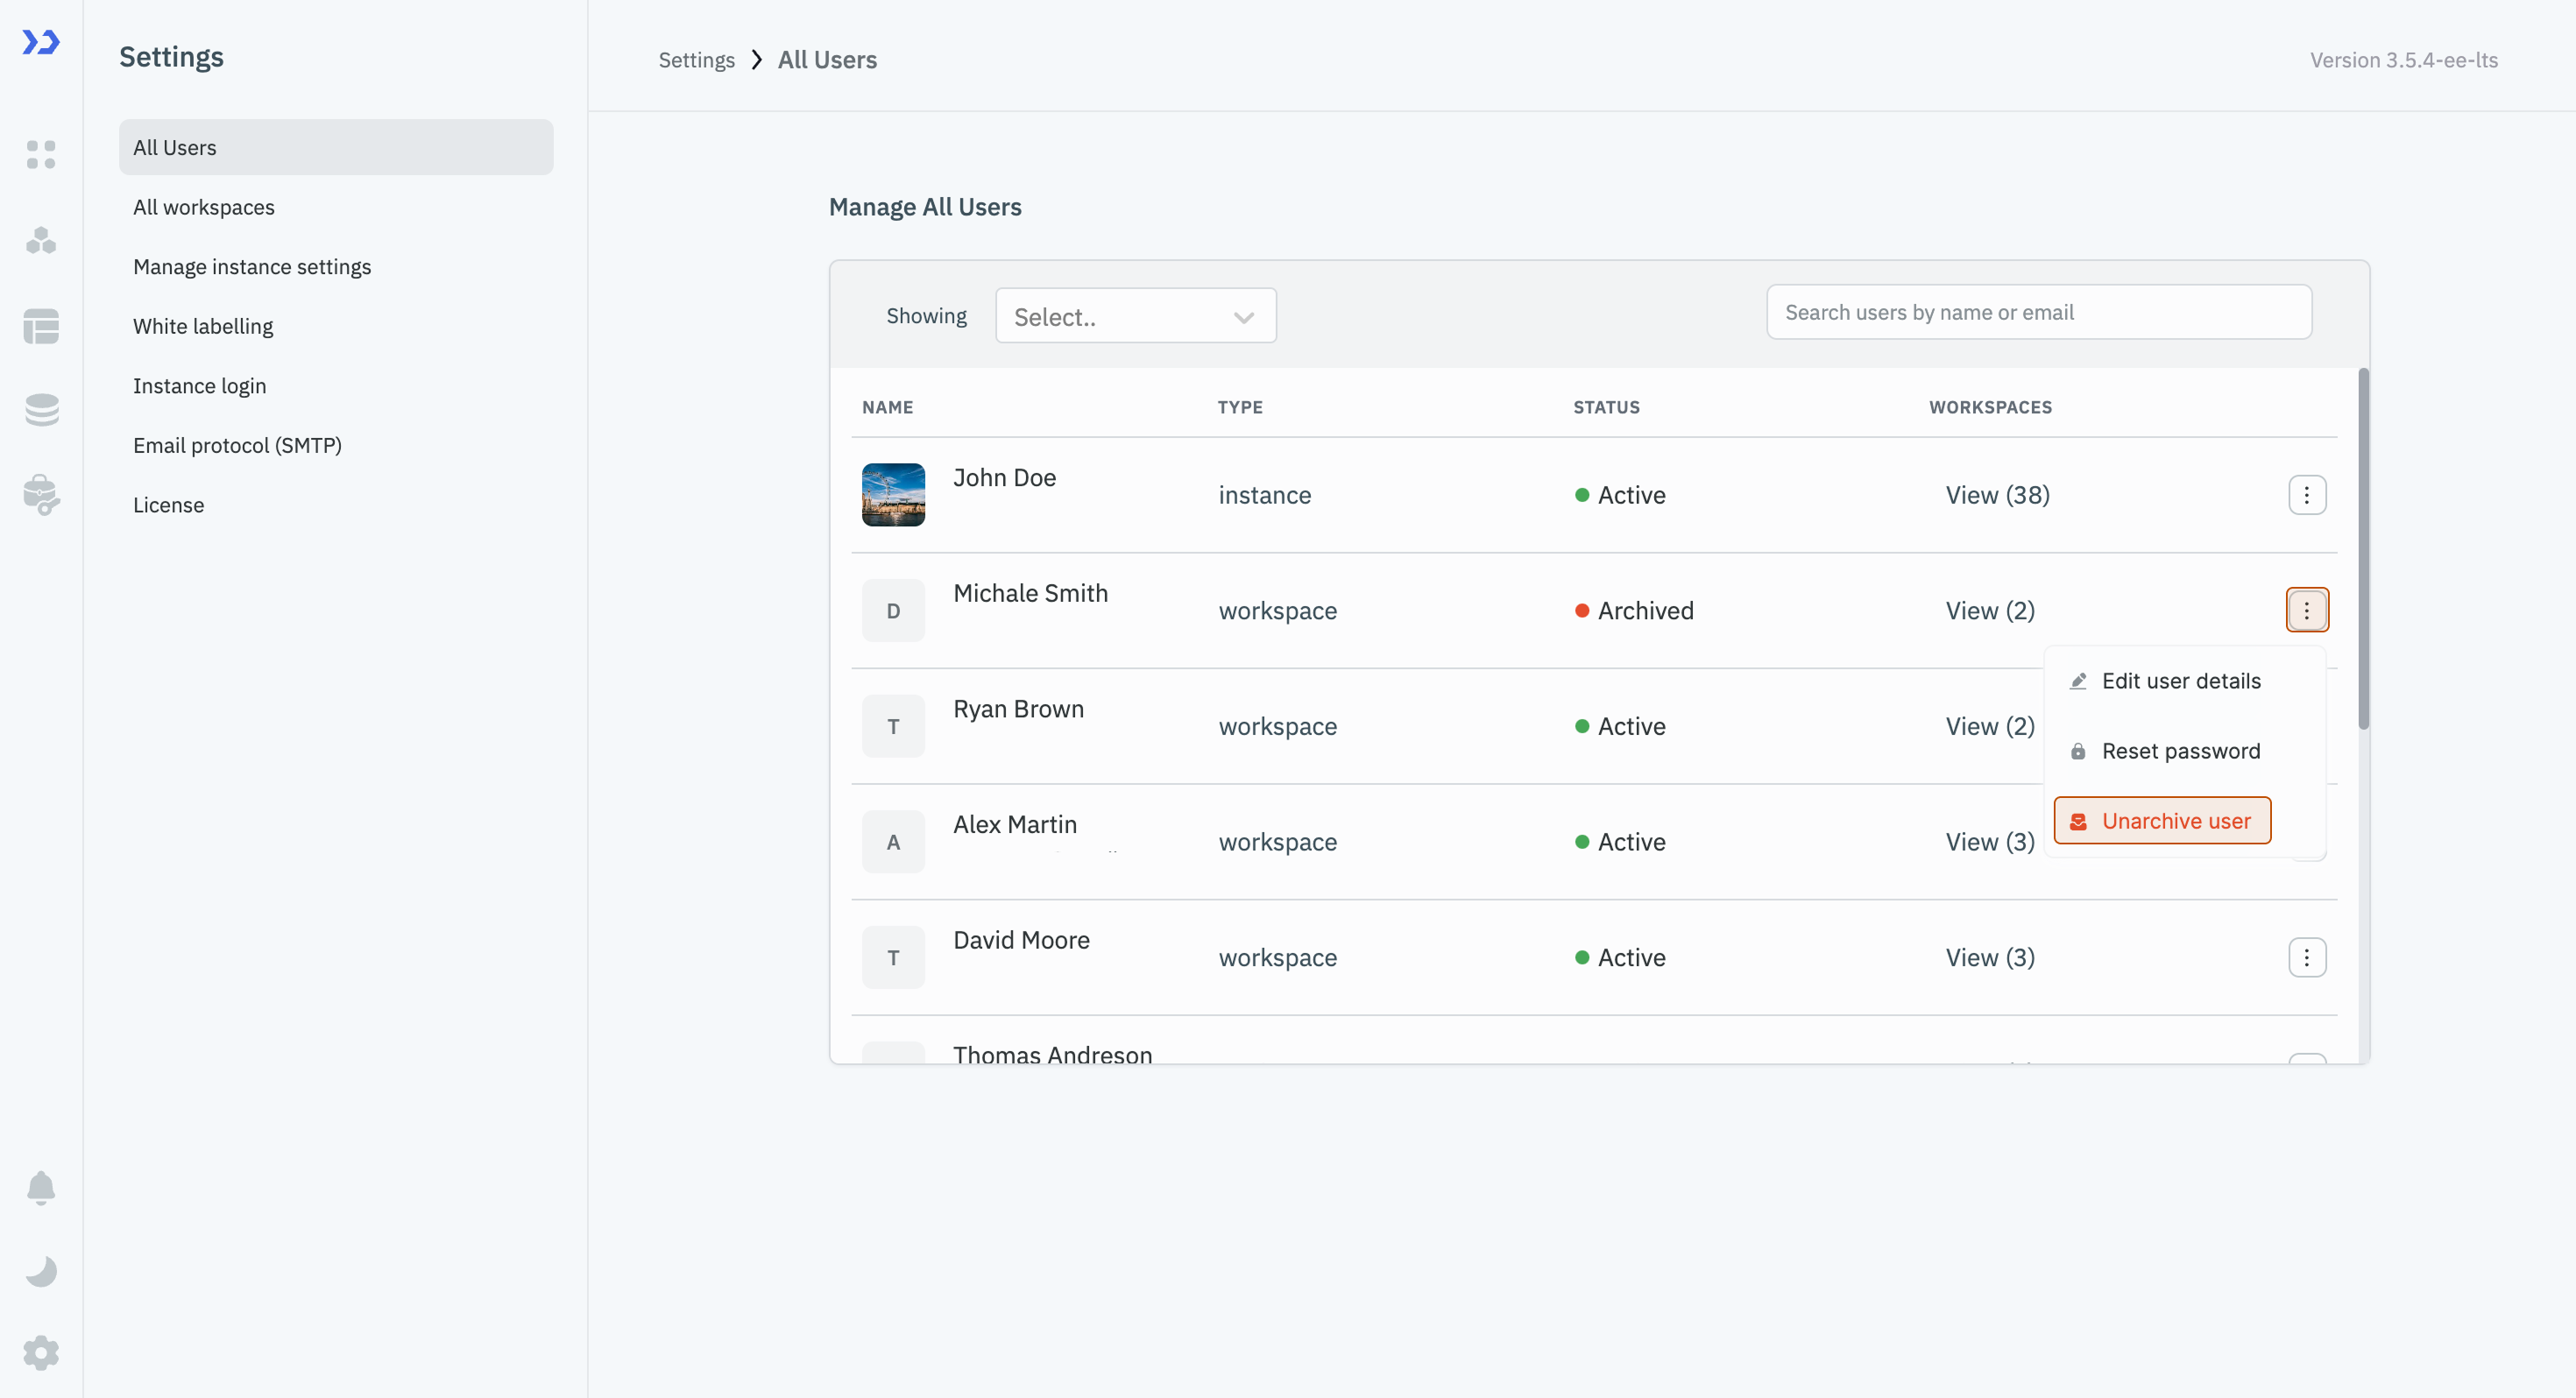 Settings
All Users
All workspaces
Manage instance settings
White labelling
Instance login
Email protocol (SMTP)
License
Settings All Users
Version 3.5.4-ee-lts
Manage All Users
Showing Select.. Search users by name or email
NAME TYPE STATUS WORKSPACES
John Doe instance Active View (38)
D Michale Smith workspace Archived View (2)
Edit user details
Reset password
Unarchive user
T Ryan Brown workspace Active View (2)
A Alex Martin workspace Active View (3)
T David Moore workspace Active View (3)
Thomas Andreson